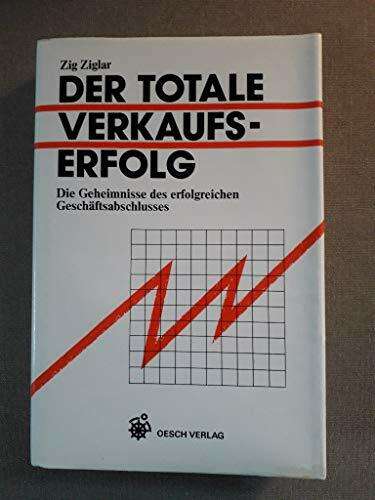 Zig Ziglar
DER TOTALE
VERKAUFS-
ERFOLG
Die Geheimnisse des erfolgreichen
Geschäftsabschlusses
OESCH VERLAG